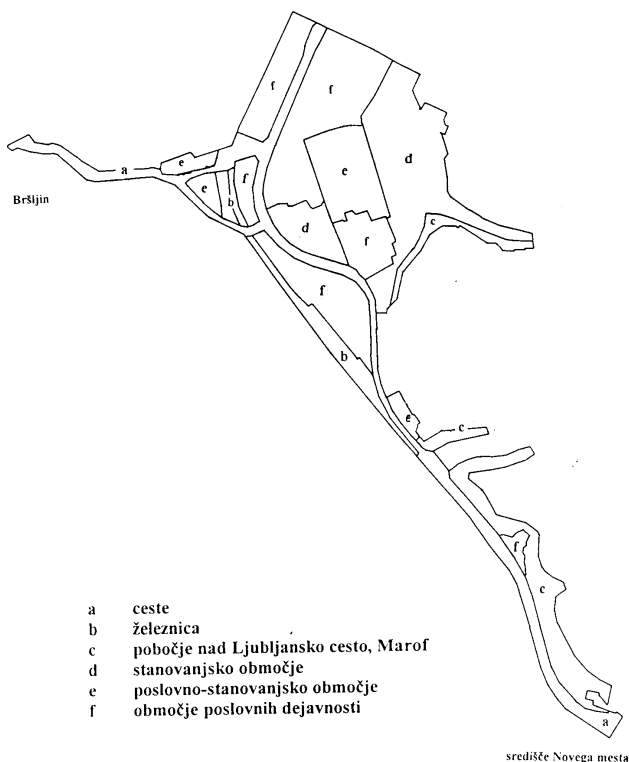 f
f
e
a
e
d
e
f
b
Bršljin
c
d
f
f
b
e
c
f
c
a ceste
b železnica
c pobočje nad Ljubljansko cesto, Marof
d stanovanjsko območje
e poslovno-stanovanjsko območje
f območje poslovnih dejavnosti
a
središče Novega mesta